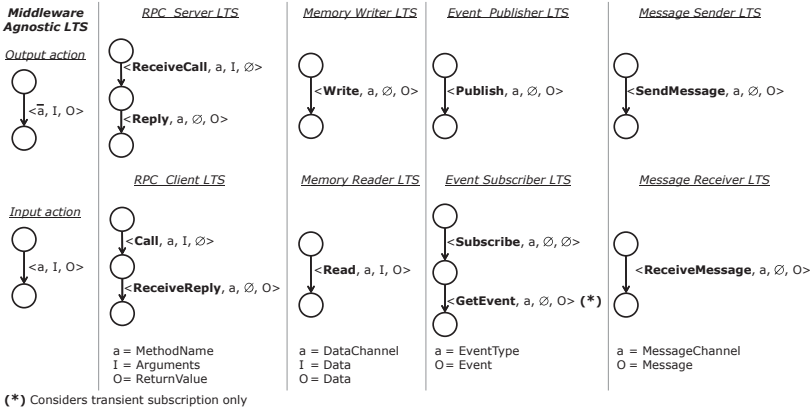 Middleware
Agnostic LTS
Output action
<a̅, I, O>
Input action
<a, I, O>
RPC Server LTS
<ReceiveCall, a, I, ∅>
<Reply, a, ∅, O>
RPC Client LTS
<Call, a, I, ∅>
<ReceiveReply, a, ∅, O>
a = MethodName
I = Arguments
O= ReturnValue
Memory Writer LTS
<Write, a, ∅, O>
Memory Reader LTS
<Read, a, I, O>
a = DataChannel
I = Data
O = Data
Event Publisher LTS
<Publish, a, ∅, O>
Event Subscriber LTS
<Subscribe, a, ∅, ∅>
<GetEvent, a, ∅, O> (*)
a = EventType
O= Event
Message Sender LTS
<SendMessage, a, ∅, O>
Message Receiver LTS
<ReceiveMessage, a, ∅, O>
a = MessageChannel
O = Message
(*) Considers transient subscription only